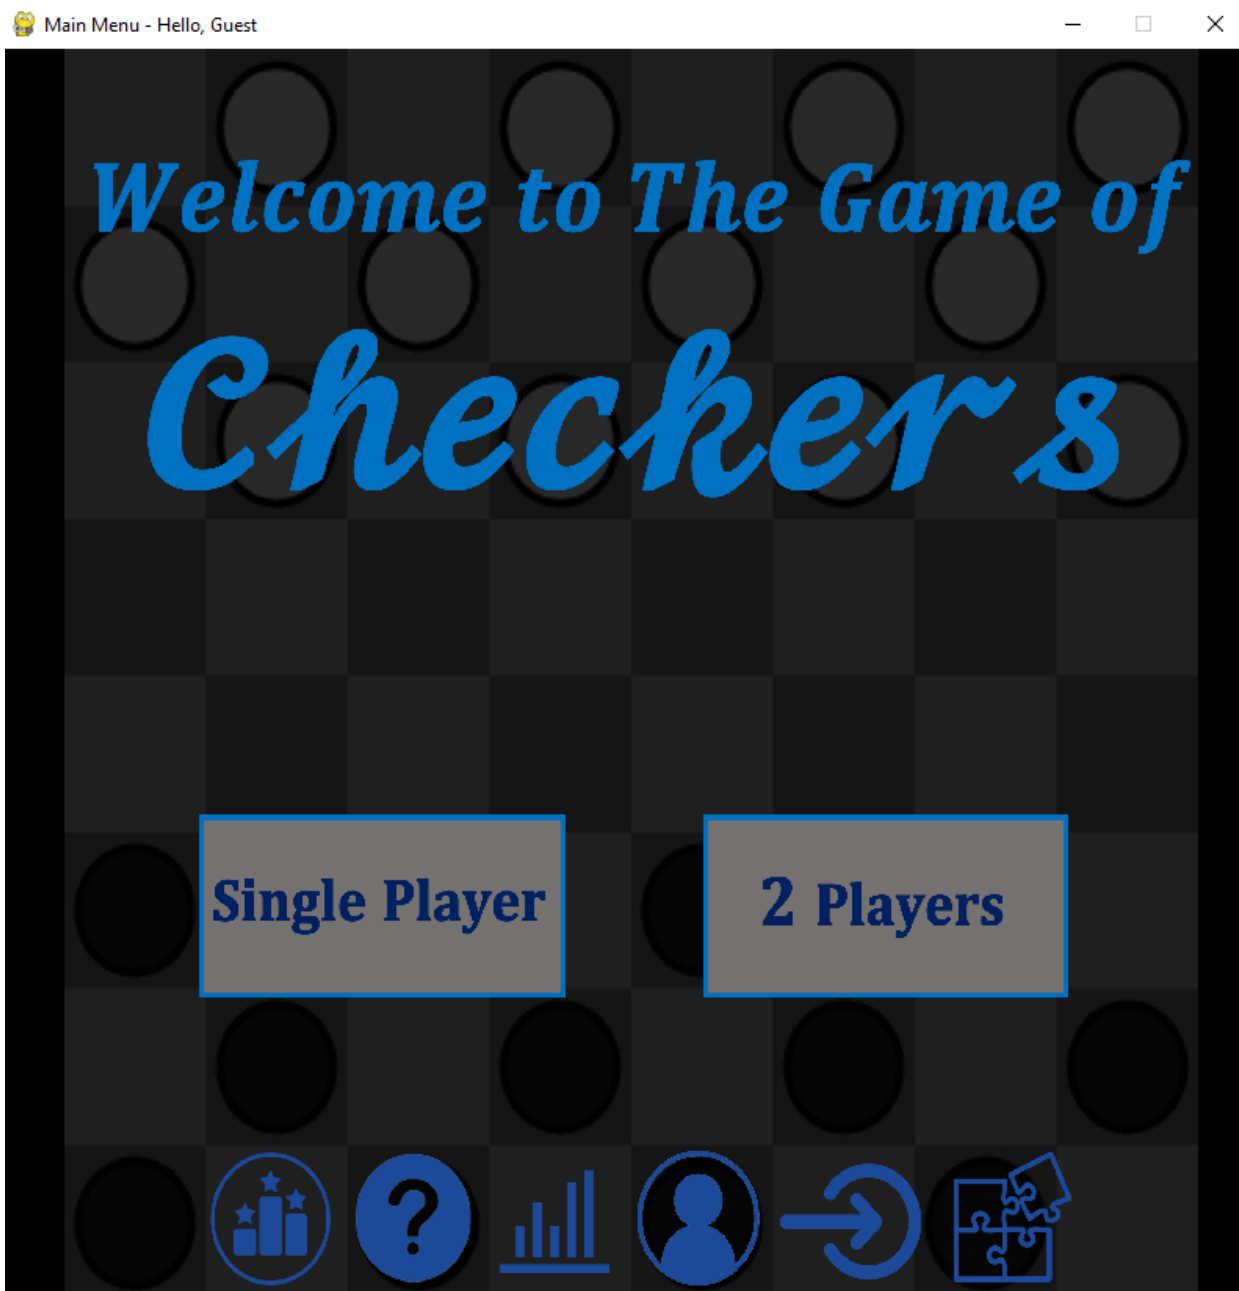 Main Menu - Hello, Guest
Welcome to The Game of
Checkers
Single Player
2 Players
?